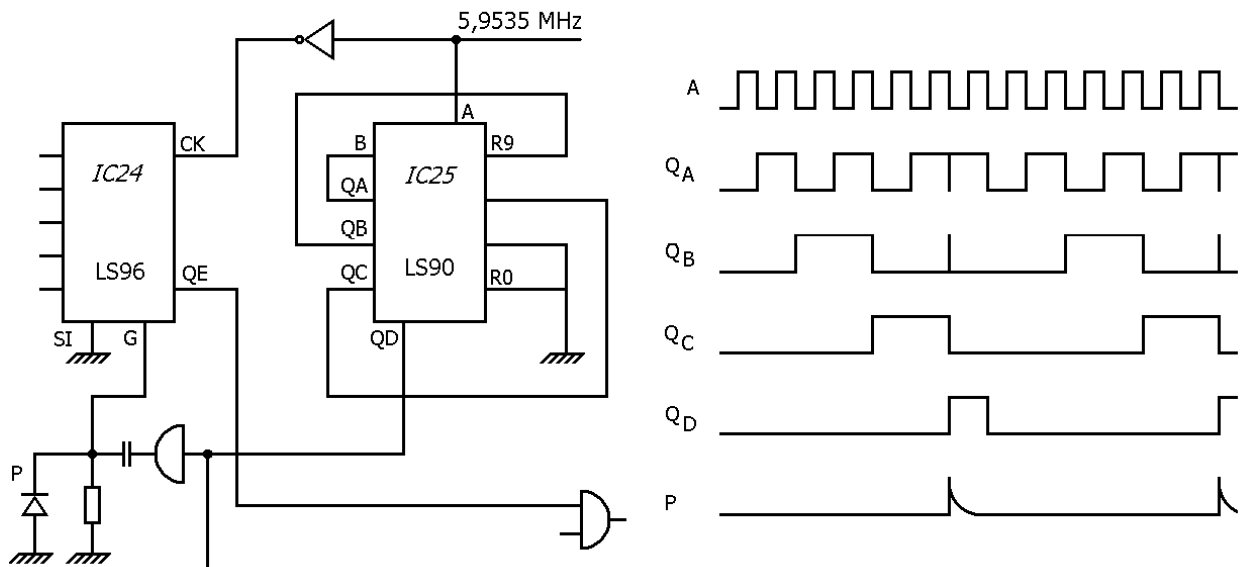 5,9535 MHz
CK
IC24
LS96
QE
SI
G
P
A
B
R9
QA
IC25
QB
QC
LS90
R0
QD
A
QA
QB
QC
QD
P